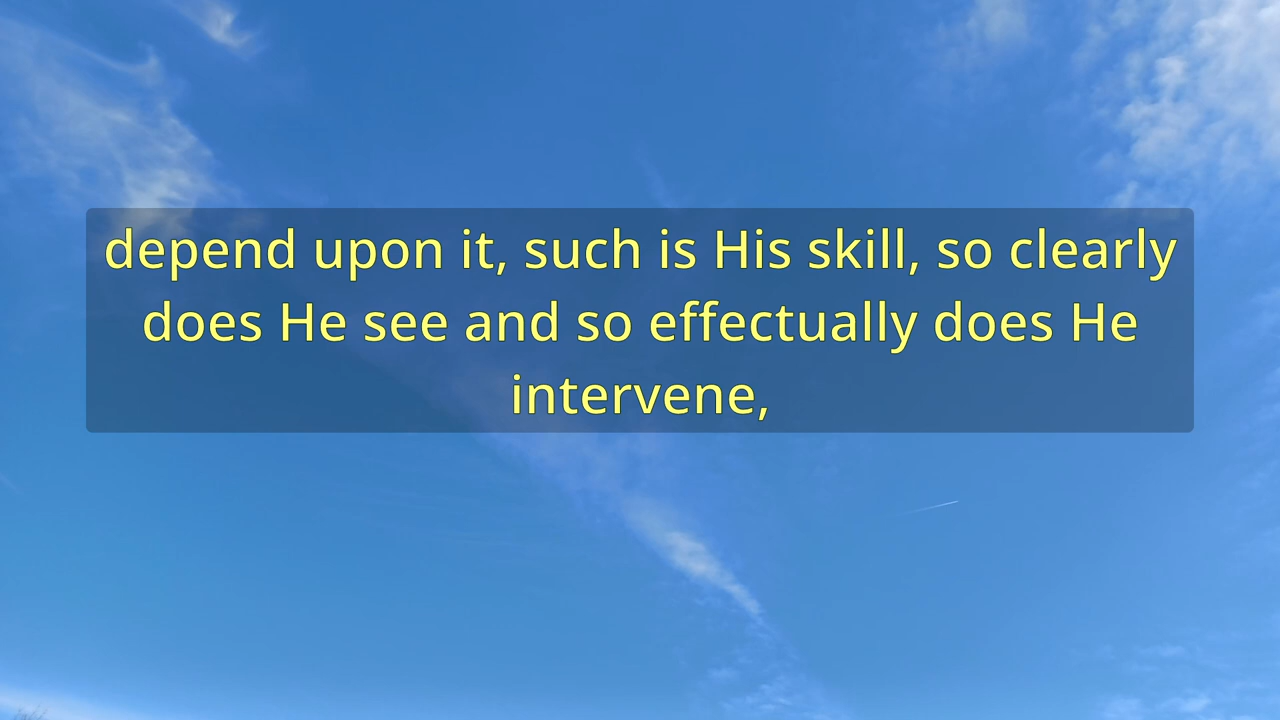 depend upon it, such is His skill, so clearly
does He see and so effectually does He
intervene,